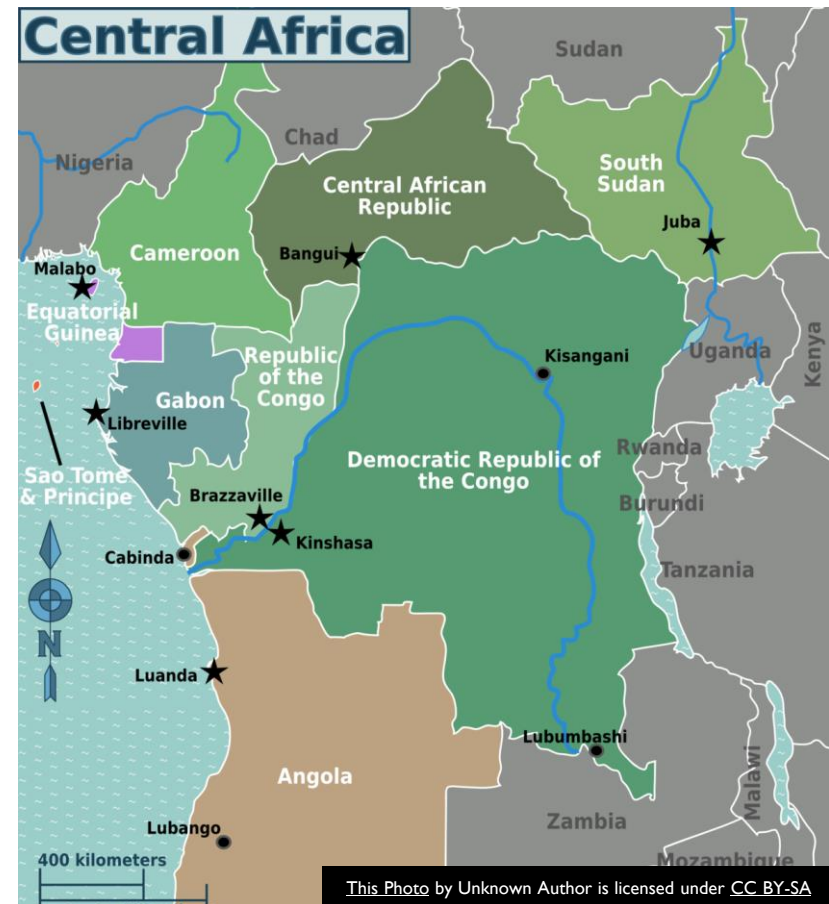 Central Africa
Sudan
Chad
Nigeria
South
Sudan
Central African
Republic
Juba
Cameroon
Bangui
Malabo
Equatorial
Guinea
Republic
of the
Congo
Kisangani
Uganda
Kenya
Gabon
Libreville
Rwanda
Democratic Republic of
the Congo
Sao Tome
& Principe
Brazzaville
Burundi
Kinshasa
Cabinda
Tanzania
N
Luanda
Lubumbashi
Angola
Malawi
Zambia
Lubango
400 kilometers
Mozambique
This Photo by Unknown Author is licensed under CC BY-SA